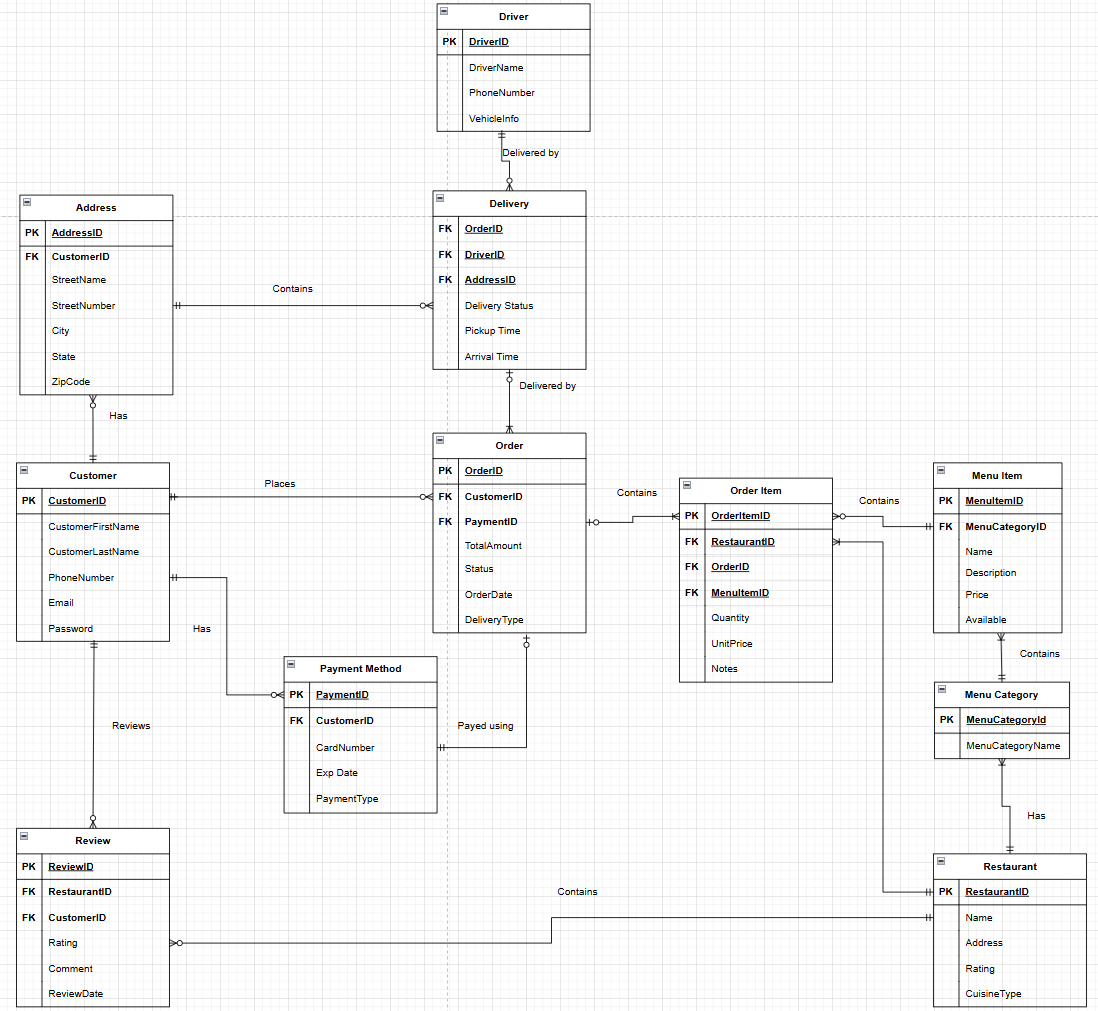 Driver
PK DriverID
DriverName
PhoneNumber
VehicleInfo
Delivered by
Address
PK AddressID
FK CustomerID
StreetName
StreetNumber
City
State
ZipCode
Contains
Delivery
FK OrderID
FK DriverID
FK AddressID
Delivery Status
Pickup Time
Arrival Time
Has
Delivered by
Customer
PK CustomerID
CustomerFirstName
CustomerLastName
PhoneNumber
Email
Password
Places
Order
PK OrderID
FK CustomerID
FK PaymentID
TotalAmount
Status
OrderDate
DeliveryType
Contains
Order Item
PK OrderItemID
FK RestaurantID
FK OrderID
FK MenuItemID
Quantity
UnitPrice
Notes
Contains
Menu Item
PK MenuItemID
FK MenuCategoryID
Name
Description
Price
Available
Has
Contains
Payment Method
PK PaymentID
FK CustomerID
CardNumber
Exp Date
PaymentType
Payed using
Menu Category
PK MenuCategoryId
MenuCategoryName
Reviews
Has
Review
PK ReviewID
FK RestaurantID
FK CustomerID
Rating
Comment
ReviewDate
Contains
Restaurant
PK RestaurantID
Name
Address
Rating
CuisineType